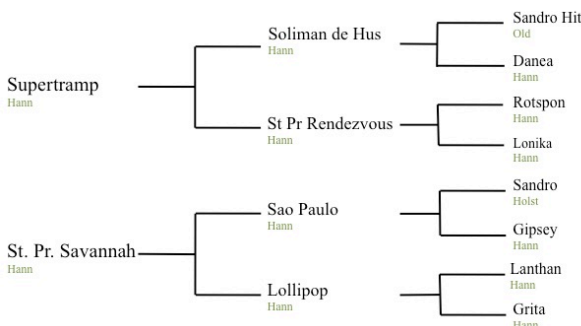 Supertramp
Hann
Soliman de Hus
Hann
Sandro Hit
Old
Danea
Hann
St Pr Rendezvous
Hann
Rotspon
Hann
Lonika
Hann
St. Pr. Savannah
Hann
Sao Paulo
Hann
Sandro
Holst
Gipsey
Hann
Lollipop
Hann
Lanthan
Hann
Grita
Hann